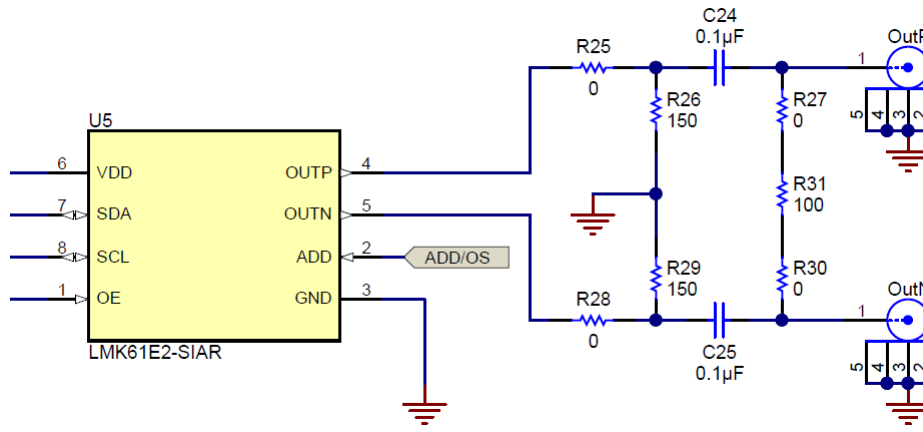 C24
0.1µF
R25
0
OutP
1
R26
150
R27
0
5
4
3
2
U5
6
VDD
OUTP
4
7
SDA
OUTN
5
R31
100
8
SCL
ADD
2
ADD/OS
1
OE
GND
3
R29
150
R30
0
OutN
1
R28
0
C25
0.1µF
5
4
3
2
LMK61E2-SIAR